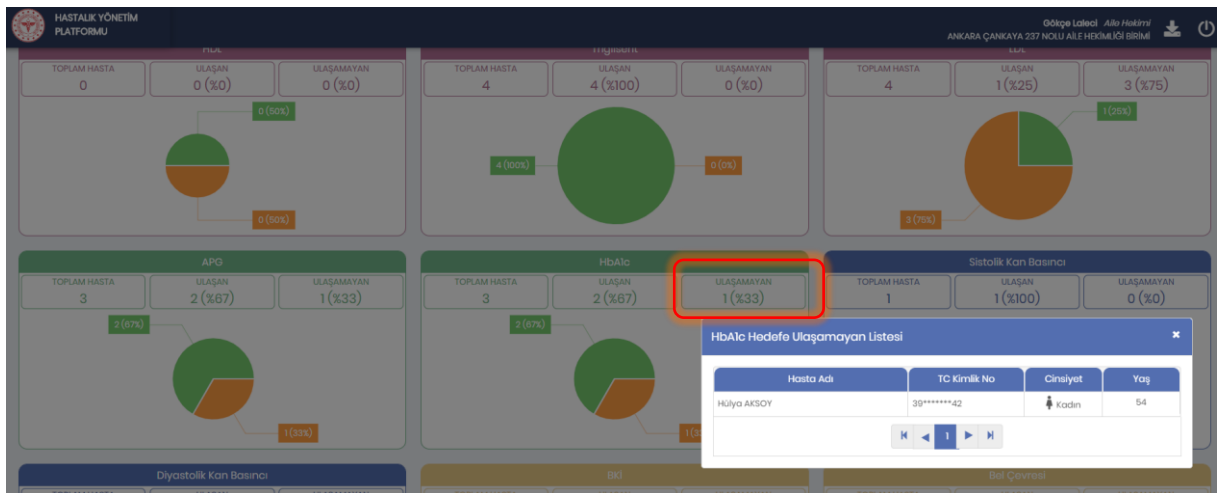 HASTALIK YÖNETİM
PLATFORMU
Gökçe Laleci Aile Hekimi
ANKARA ÇANKAYA 237 NOLU AİLE HEKİMLİĞİ BİRİMİ
HDL
Trigliserit
LDL
TOPLAM HASTA ULAŞAN ULAŞAMAYAN
0 0 (%0) 0 (%0)
0 (50%)
0 (50%)
TOPLAM HASTA ULAŞAN ULAŞAMAYAN
4 4 (%100) 0 (%0)
4 (100%)
0 (0%)
TOPLAM HASTA ULAŞAN ULAŞAMAYAN
4 1 (%25) 3 (%75)
1 (25%)
3 (75%)
APG
TOPLAM HASTA ULAŞAN ULAŞAMAYAN
3 2 (%67) 1 (%33)
2 (67%)
1 (33%)
HbA1c
TOPLAM HASTA ULAŞAN ULAŞAMAYAN
3 2 (%67) 1 (%33)
2 (67%)
Sistolik Kan Basıncı
TOPLAM HASTA ULAŞAN ULAŞAMAYAN
1 1 (%100) 0 (%0)
HbA1c Hedefe Ulaşamayan Listesi
Hasta Adı TC Kimlik No Cinsiyet Yaş
Hülya AKSOY 39*******42 Kadın 54
1
Diyastolik Kan Basıncı
BKİ
Bel Çevresi